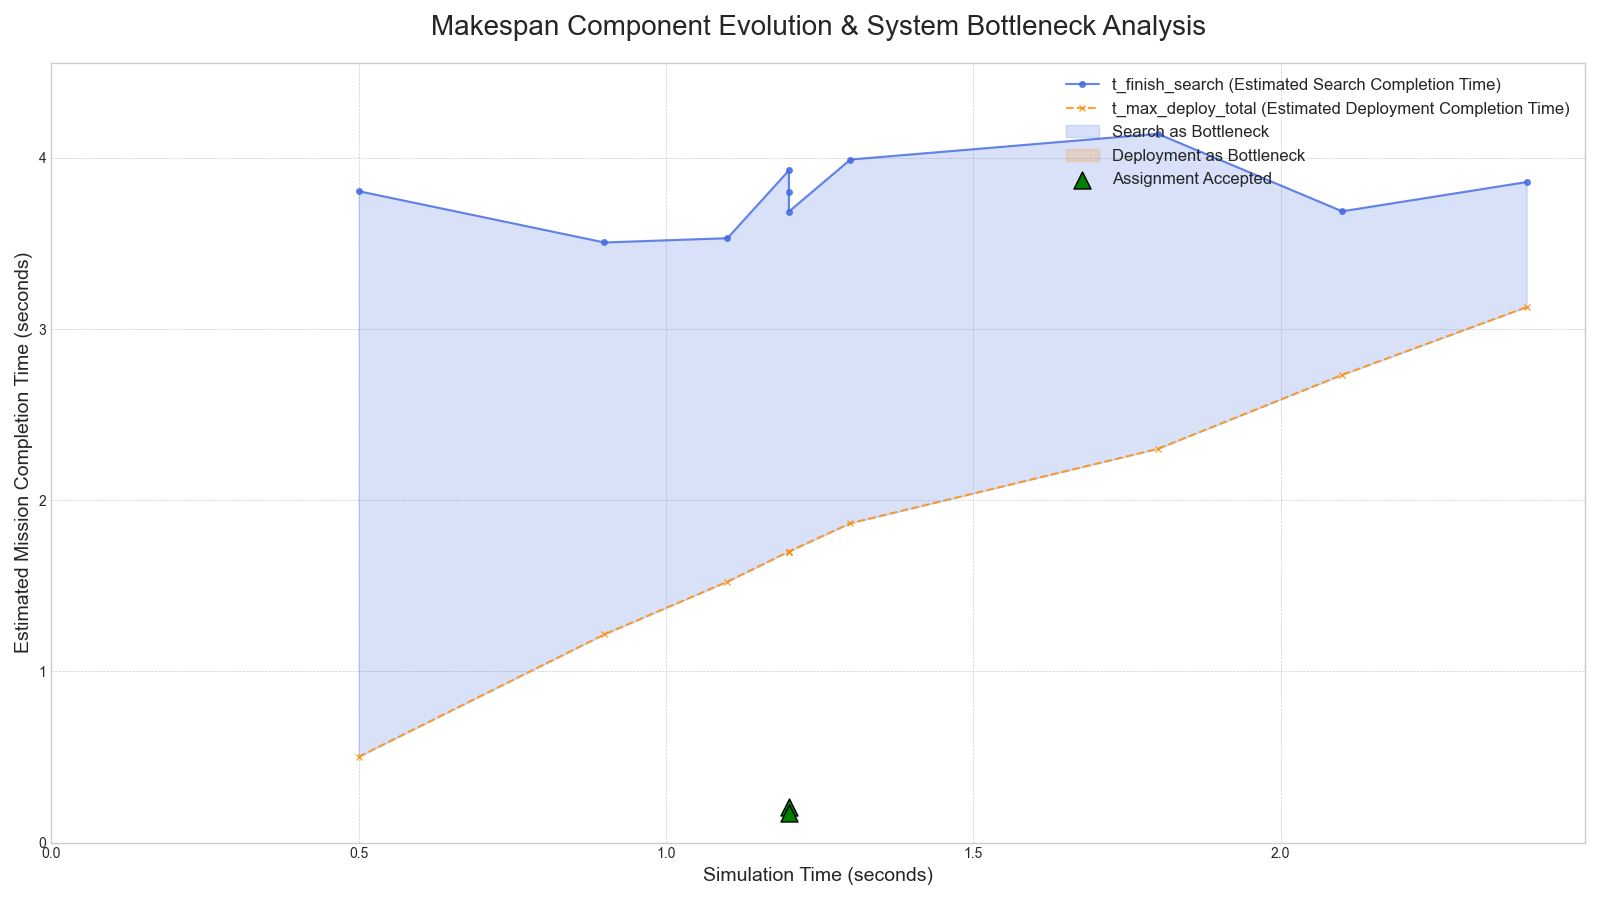 Makespan Component Evolution & System Bottleneck Analysis
t_finish_search (Estimated Search Completion Time)
t_max_deploy_total (Estimated Deployment Completion Time)
Search as Bottleneck
Deployment as Bottleneck
Assignment Accepted
Estimated Mission Completion Time (seconds)
4
3
2
1
0
0.0 0.5 1.0 1.5 2.0
Simulation Time (seconds)